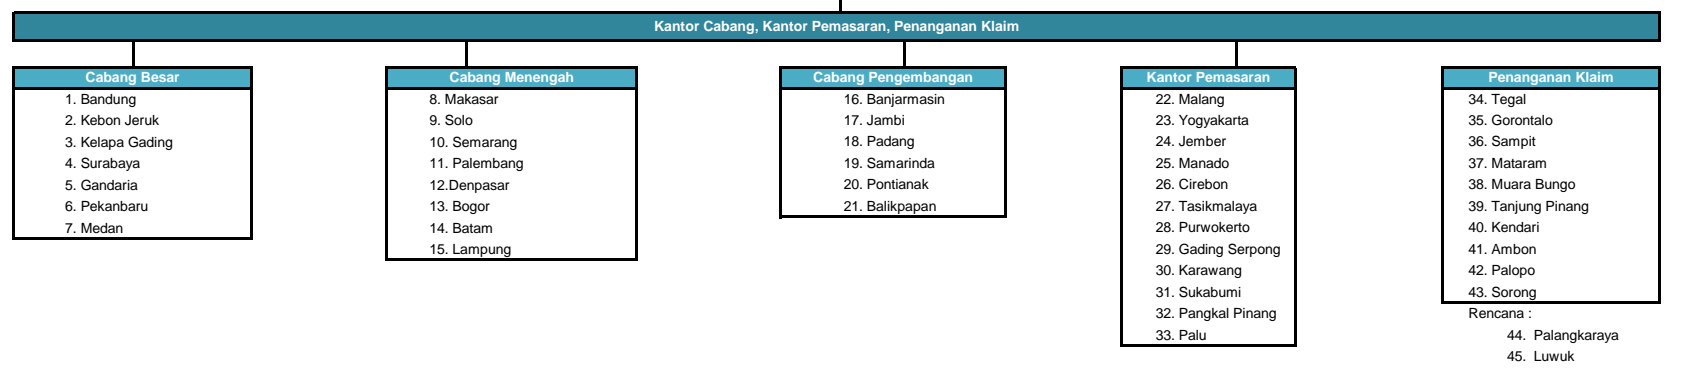 Kantor Cabang, Kantor Pemasaran, Penanganan Klaim
Cabang Besar
1. Bandung
2. Kebon Jeruk
3. Kelapa Gading
4. Surabaya
5. Gandaria
6. Pekanbaru
7. Medan
Cabang Menengah
8. Makasar
9. Solo
10. Semarang
11. Palembang
12.Denpasar
13. Bogor
14. Batam
15. Lampung
Cabang Pengembangan
16. Banjarmasin
17. Jambi
18. Padang
19. Samarinda
20. Pontianak
21. Balikpapan
Kantor Pemasaran
22. Malang
23. Yogyakarta
24. Jember
25. Manado
26. Cirebon
27. Tasikmalaya
28. Purwokerto
29. Gading Serpong
30. Karawang
31. Sukabumi
32. Pangkal Pinang
33. Palu
Penanganan Klaim
34. Tegal
35. Gorontalo
36. Sampit
37. Mataram
38. Muara Bungo
39. Tanjung Pinang
40. Kendari
41. Ambon
42. Palopo
43. Sorong
Rencana :
44. Palangkaraya
45. Luwuk